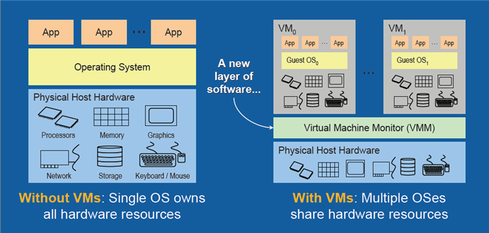 App App ... App
Operating System
Physical Host Hardware
Processors Memory Graphics
Network Storage Keyboard / Mouse
Without VMs: Single OS owns
all hardware resources
A new
layer of
software...
VM0
App App ... App
Guest OS0
...
VM1
App App ... App
Guest OS1
Virtual Machine Monitor (VMM)
Physical Host Hardware
With VMs: Multiple OSes
share hardware resources